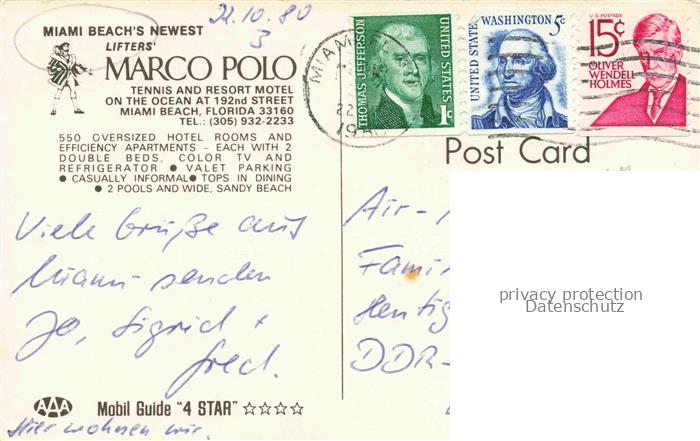 22.10.80
3
MIAMI BEACH'S NEWEST
LIFTERS'
MARCO POLO
TENNIS AND RESORT MOTEL
ON THE OCEAN AT 192nd STREET
MIAMI BEACH, FLORIDA 33160
TEL.: (305) 932-2233
550 OVERSIZED HOTEL ROOMS AND
EFFICIENCY APARTMENTS - EACH WITH 2
DOUBLE BEDS, COLOR TV AND
REFRIGERATOR ● VALET PARKING
● CASUALLY INFORMAL ● TOPS IN DINING
● 2 POOLS AND WIDE, SANDY BEACH
Viele Grüße aus
Miami senden
Jo, Sigrid +
Fred.
AAA Mobil Guide "4 STAR" ☆☆☆☆
Hier wohnen wir.
MIAMI
22
THOMAS JEFFERSON
UNITED STATES
1c
WASHINGTON 5c
UNITED STATES
U.S. POSTAGE
15c
OLIVER
WENDELL
HOLMES
Post Card
Air-
Fami
DDR-
privacy protection
Datenschutz